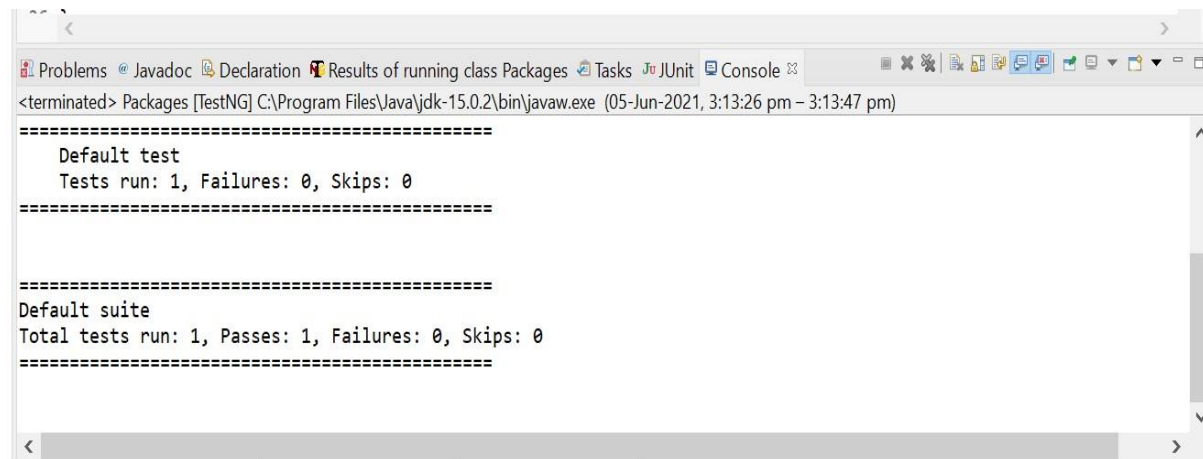 Problems @ Javadoc Declaration Results of running class Packages Tasks JUnit Console
<terminated> Packages [TestNG] C:\Program Files\Java\jdk-15.0.2\bin\javaw.exe (05-Jun-2021, 3:13:26 pm – 3:13:47 pm)
===============================================
Default test
Tests run: 1, Failures: 0, Skips: 0
===============================================
===============================================
Default suite
Total tests run: 1, Passes: 1, Failures: 0, Skips: 0
===============================================